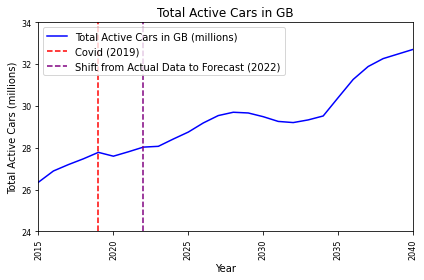 Total Active Cars in GB
Total Active Cars in GB (millions)
Covid (2019)
Shift from Actual Data to Forecast (2022)
Total Active Cars (millions)
34
32
30
28
26
24
2015
2020
2025
2030
2035
2040
Year